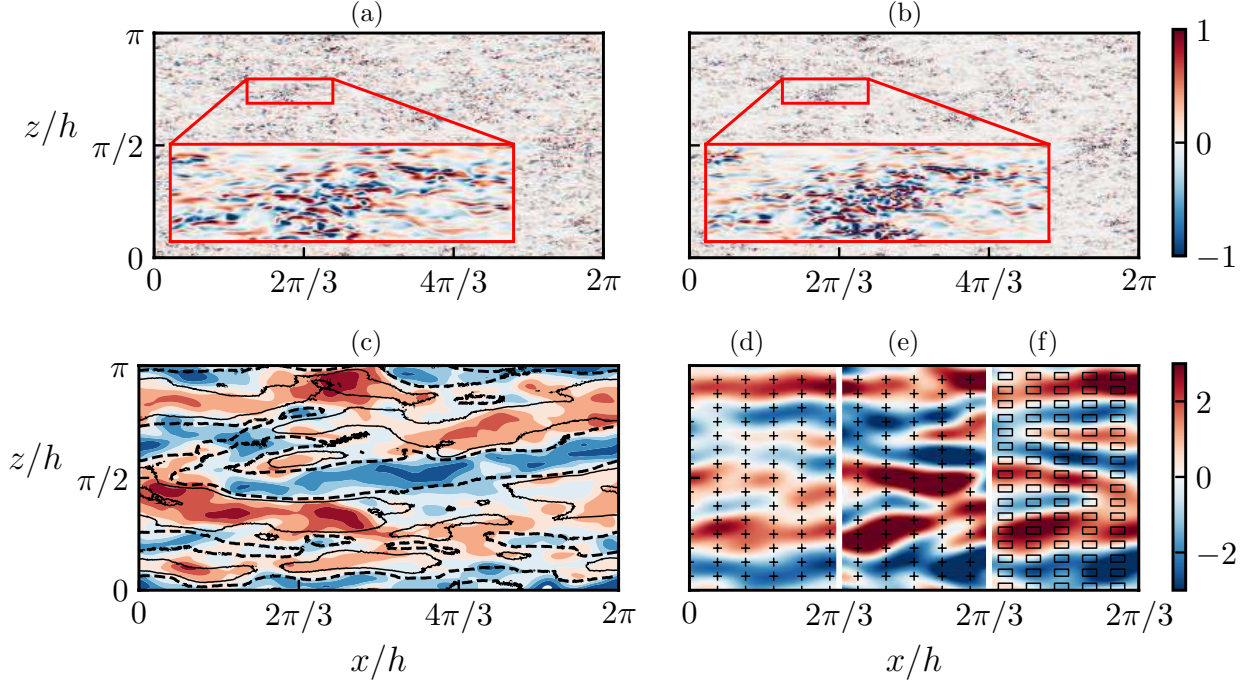 (a) (b)
π π/2 0 z/h
0 2π/3 4π/3 2π
0 2π/3 4π/3 2π
1 0 −1
(c) (d) (e) (f)
π π/2 0 z/h
0 2π/3 4π/3 2π
0 2π/3 2π/3 2π/3
2 0 −2
x/h x/h